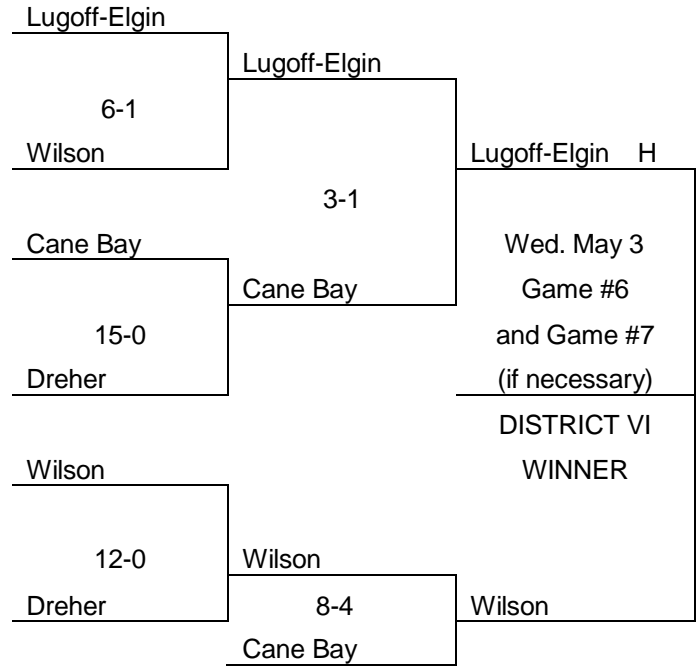 Lugoff-Elgin
Lugoff-Elgin
6-1
Wilson
Lugoff-Elgin H
3-1
Cane Bay
Wed. May 3
Cane Bay
Game #6
15-0
and Game #7
Dreher
(if necessary)
DISTRICT VI
Wilson
WINNER
12-0
Wilson
Dreher
8-4
Wilson
Cane Bay